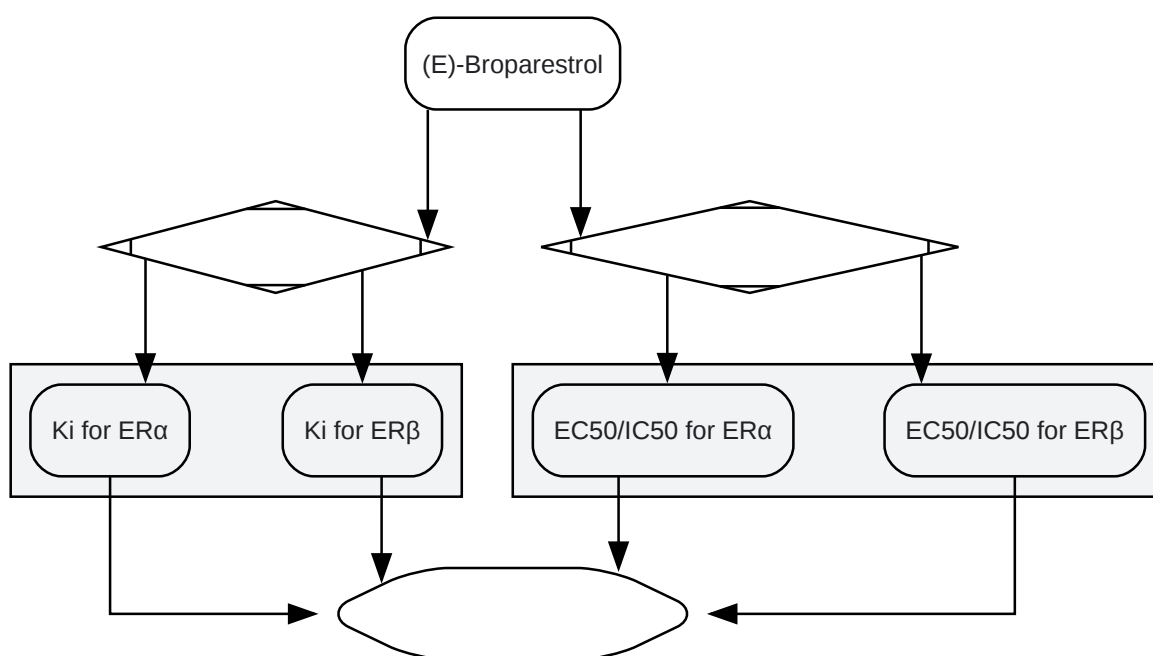 (E)-Broparestrol
Ki for ERα
Ki for ERβ
EC50/IC50 for ERα
EC50/IC50 for ERβ